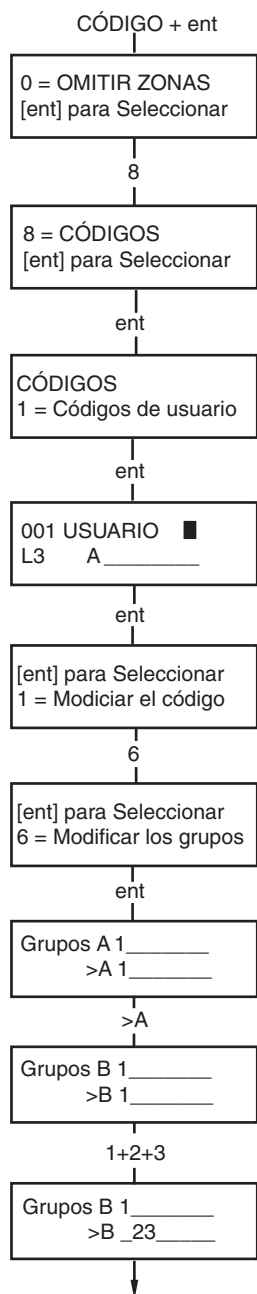 CÓDIGO + ent
0 = OMITIR ZONAS
[ent] para Seleccionar
8
8 = CÓDIGOS
[ent] para Seleccionar
ent
CÓDIGOS
1 = Códigos de usuario
ent
001 USUARIO ■
L3 A_________
ent
[ent] para Seleccionar
1 = Modiciar el código
6
[ent] para Seleccionar
6 = Modificar los grupos
ent
Grupos A 1_______
>A 1_______
>A
Grupos B 1_______
>B 1_______
1+2+3
Grupos B 1_______
>B _23_____